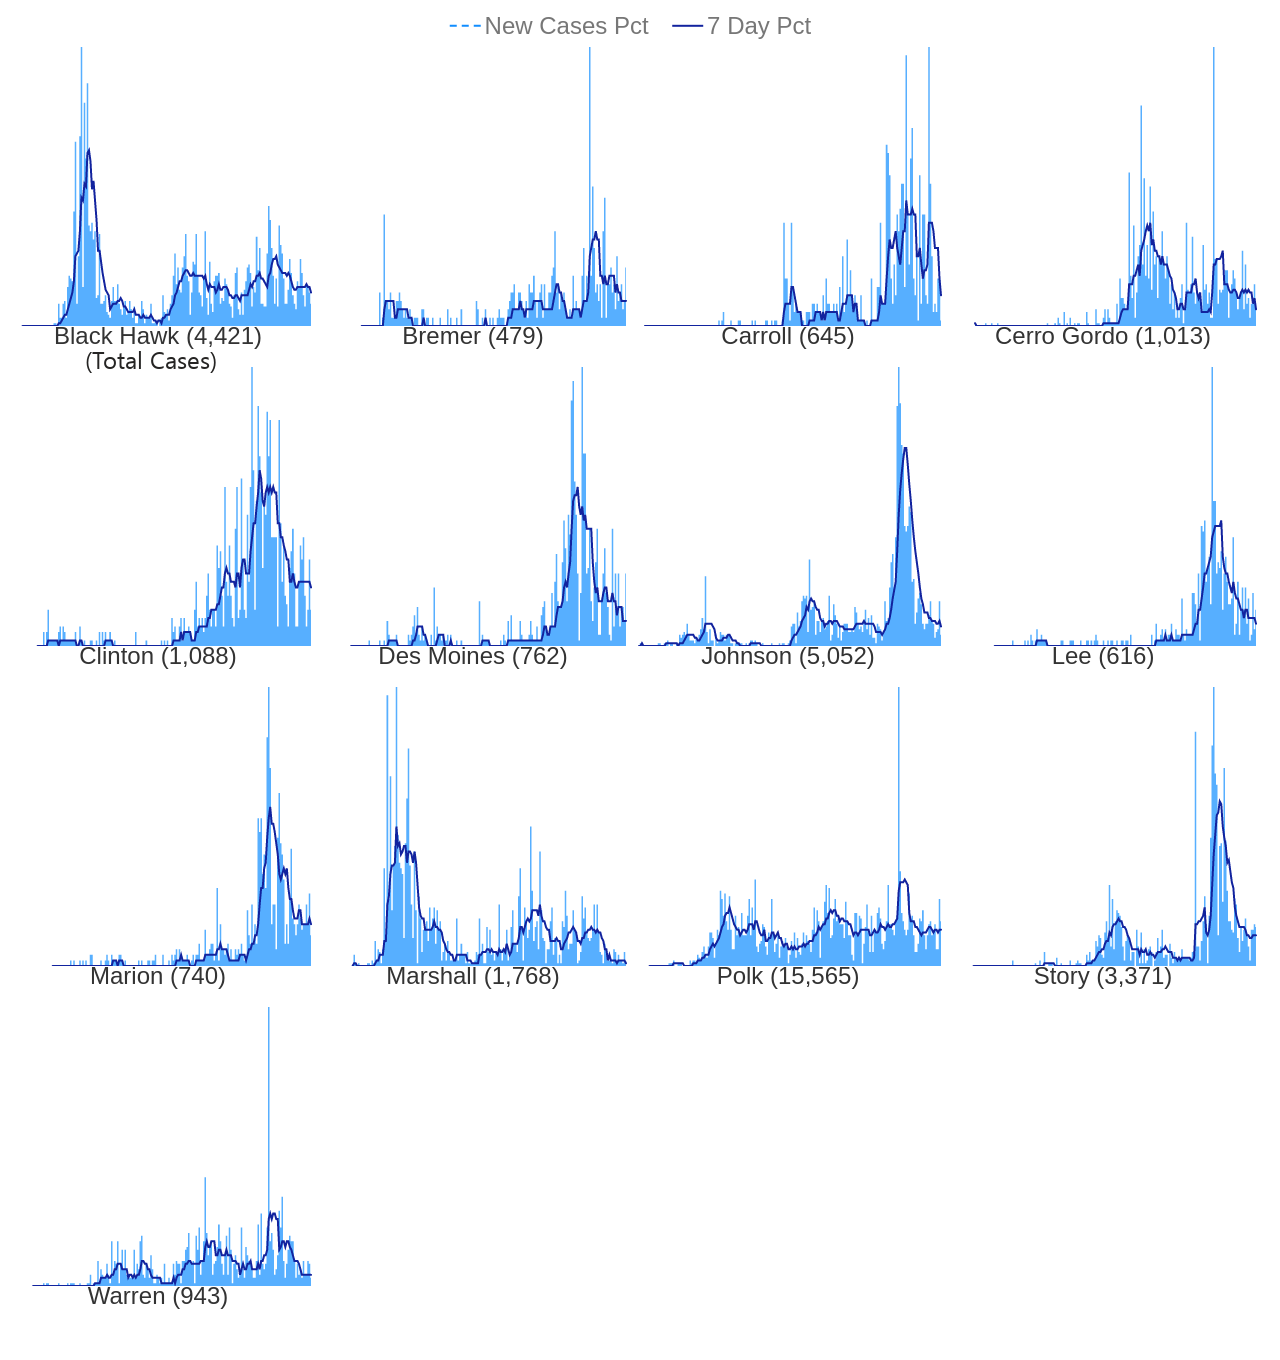 New Cases Pct 7 Day Pct
Black Hawk (4,421) Bremer (479) Carroll (645) Cerro Gordo (1,013)
(Total Cases)
Clinton (1,088) Des Moines (762) Johnson (5,052) Lee (616)
Marion (740) Marshall (1,768) Polk (15,565) Story (3,371)
Warren (943)